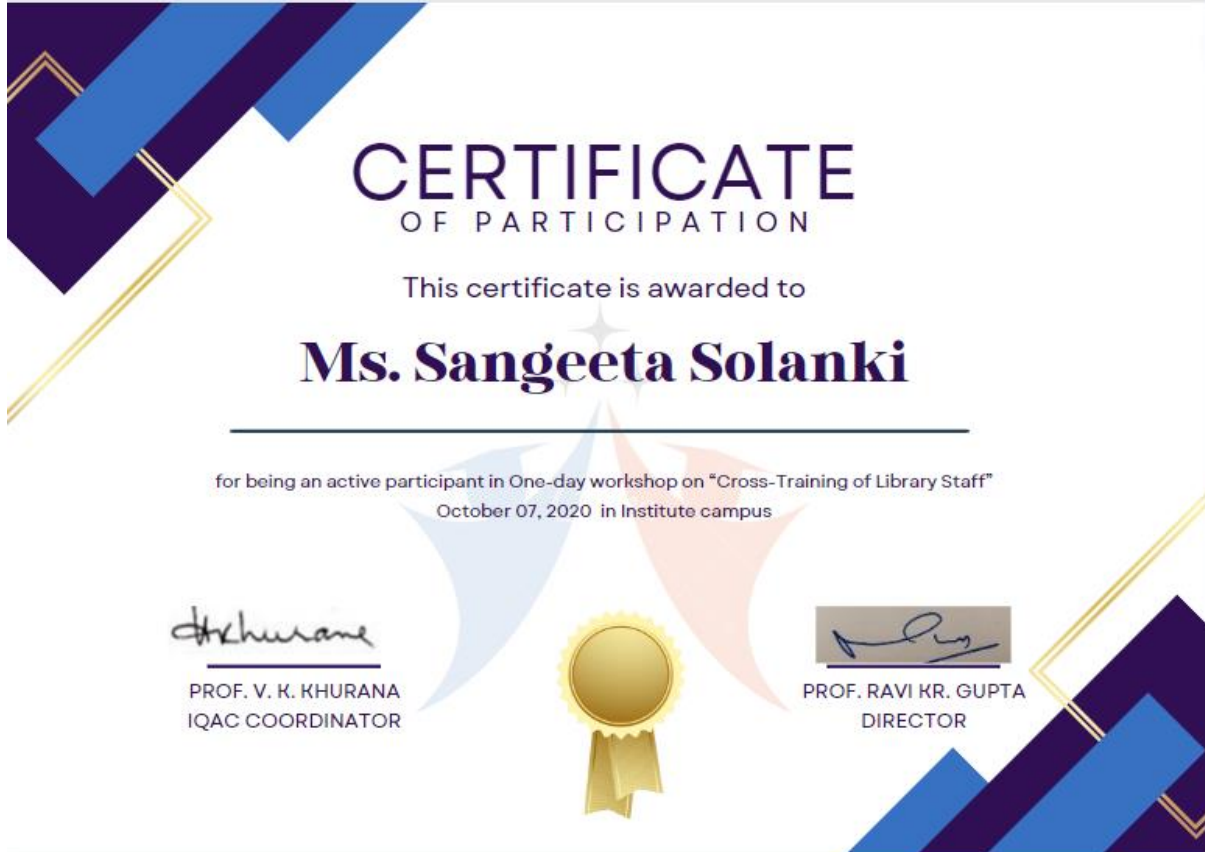 CERTIFICATE
OF PARTICIPATION
This certificate is awarded to
Ms. Sangeeta Solanki
for being an active participant in One-day workshop on “Cross-Training of Library Staff”
October 07, 2020 in Institute campus
PROF. V. K. KHURANA
IQAC COORDINATOR
PROF. RAVI KR. GUPTA
DIRECTOR